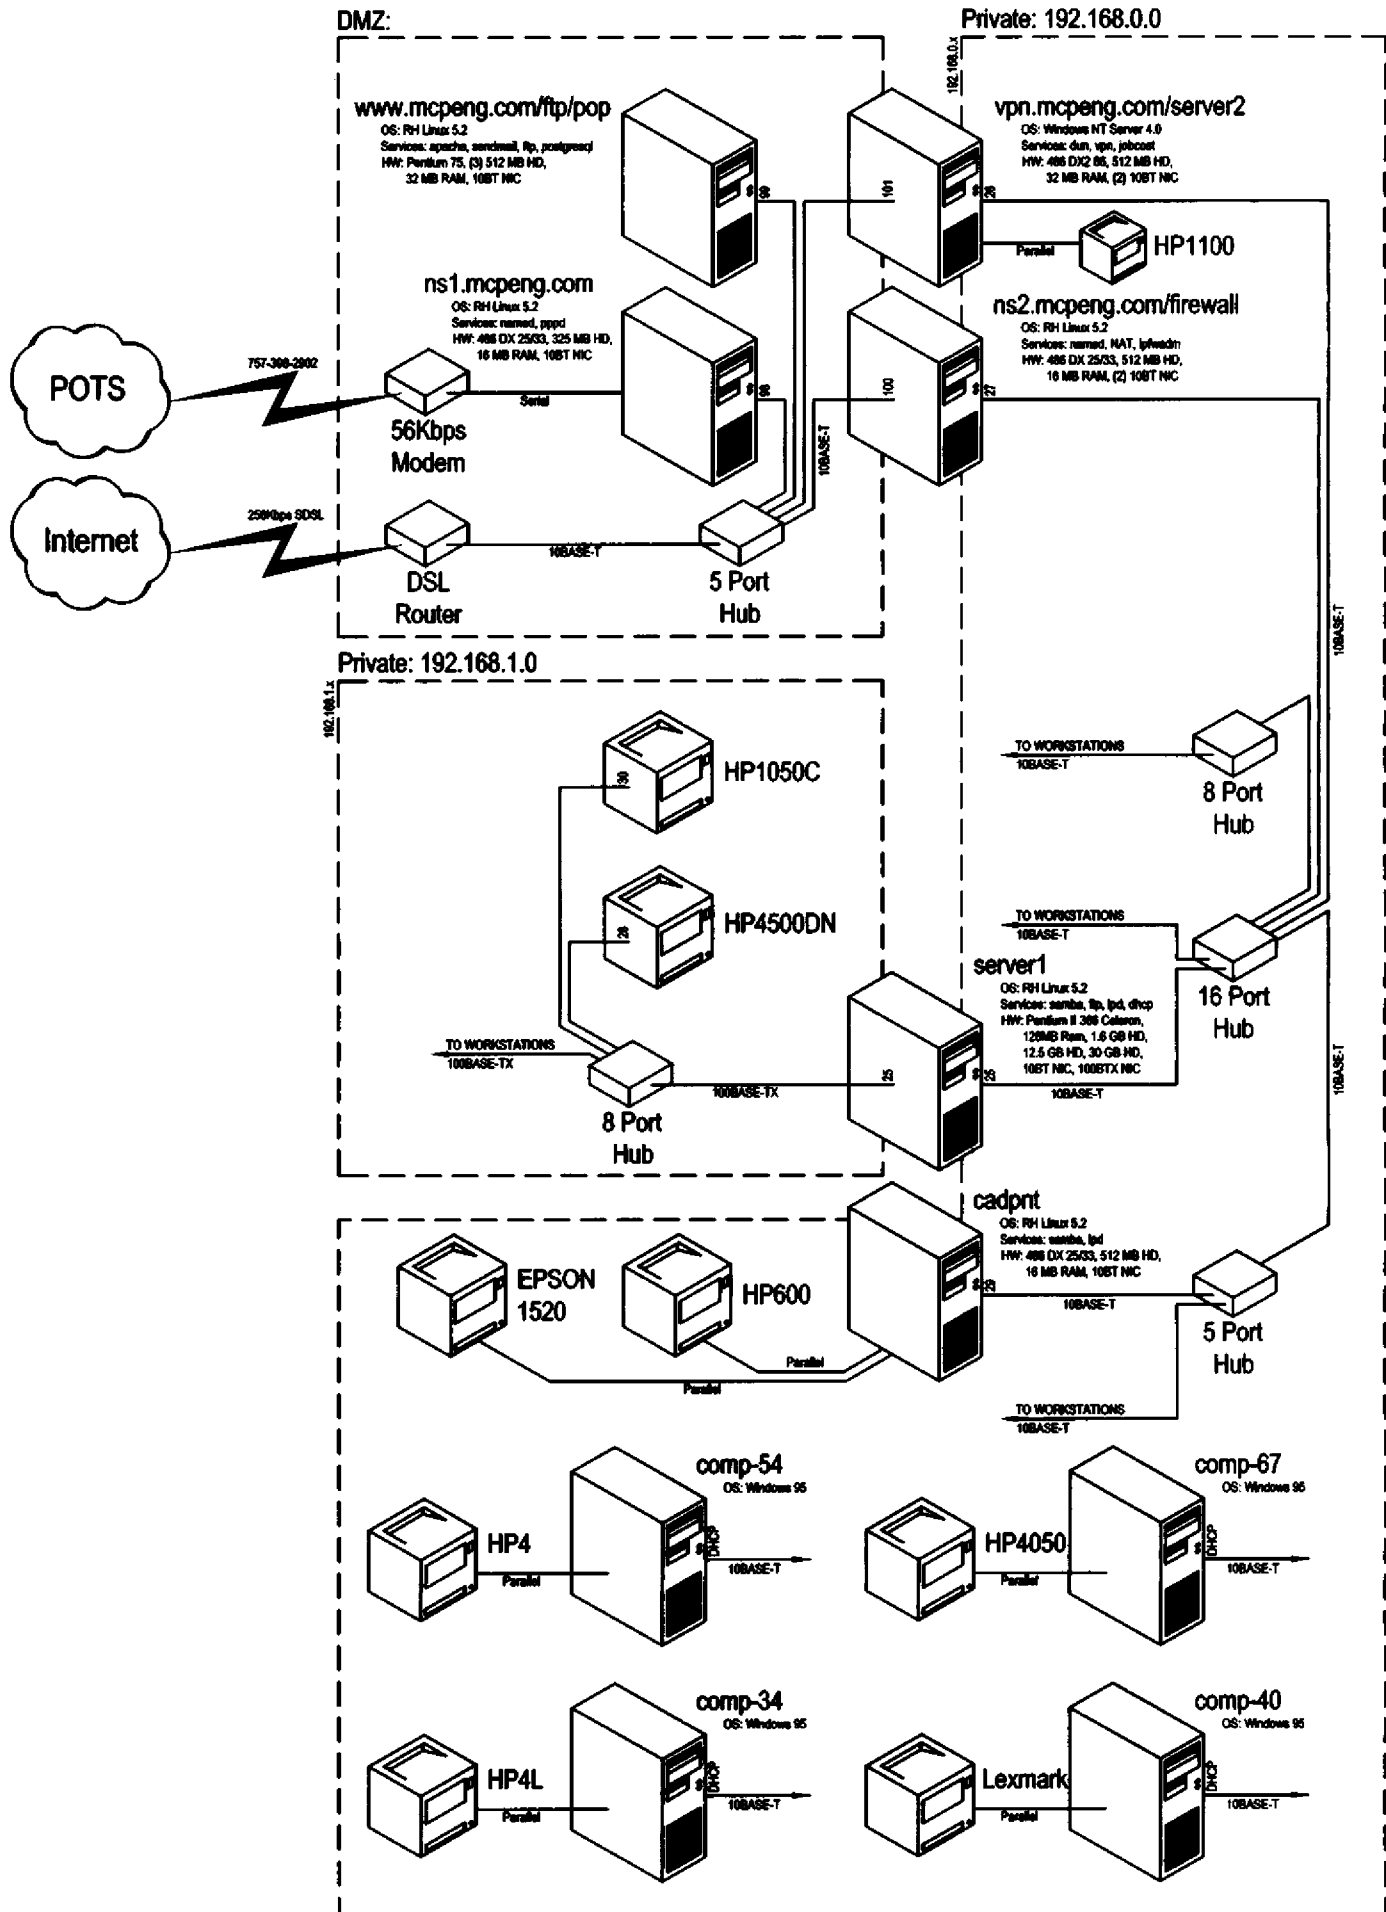 DMZ:
Private: 192.168.0.0
192.168.0.x
www.mcpeng.com/ftp/pop
OS: RH Linux 5.2
Services: apache, sendmail, ftp, postgresql
HW: Pentium 75, (3) 512 MB HD,
32 MB RAM, 10BT NIC
99
101
vpn.mcpeng.com/server2
OS: Windows NT Server 4.0
Services: dun, vpn, jobcost
HW: 486 DX2 66, 512 MB HD,
32 MB RAM, (2) 10BT NIC
Parallel
HP1100
ns1.mcpeng.com
OS: RH Linux 5.2
Services: named, pppd
HW: 486 DX 25/33, 325 MB HD,
16 MB RAM, 10BT NIC
98
100
ns2.mcpeng.com/firewall
OS: RH Linux 5.2
Services: named, NAT, ipfwadm
HW: 486 DX 25/33, 512 MB HD,
16 MB RAM, (2) 10BT NIC
27
POTS
56Kbps
Modem
Serial
10BASE-T
Internet
256Kbps SDSL
DSL
Router
10BASE-T
5 Port
Hub
10BASE-T
Private: 192.168.1.0
192.168.1.x
30
HP1050C
HP4500DN
TO WORKSTATIONS
100BASE-TX
8 Port
Hub
100BASE-TX
25
TO WORKSTATIONS
10BASE-T
8 Port
Hub
TO WORKSTATIONS
10BASE-T
16 Port
Hub
server1
OS: RH Linux 5.2
Services: samba, ftp, lpd, dhcp
HW: Pentium II 366 Celeron,
128MB Ram, 1.6 GB HD,
12.5 GB HD, 30 GB HD,
10BT NIC, 100BTX NIC
10BASE-T
10BASE-T
cadpnt
OS: RH Linux 5.2
Services: samba, lpd
HW: 486 DX 25/33, 512 MB HD,
16 MB RAM, 10BT NIC
29
10BASE-T
5 Port
Hub
TO WORKSTATIONS
10BASE-T
EPSON
1520
HP600
Parallel
Parallel
comp-54
OS: Windows 95
DHCP
10BASE-T
HP4
Parallel
comp-67
OS: Windows 95
DHCP
10BASE-T
HP4050
Parallel
comp-34
OS: Windows 95
DHCP
10BASE-T
HP4L
Parallel
comp-40
OS: Windows 95
DHCP
10BASE-T
Lexmark
Parallel